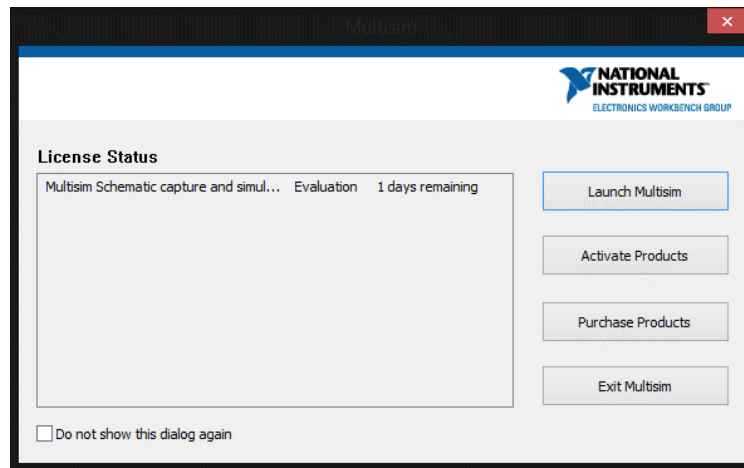 Multisim
NATIONAL
INSTRUMENTS
ELECTRONICS WORKBENCH GROUP
License Status
Multisim Schematic capture and simul... Evaluation 1 days remaining
Launch Multisim
Activate Products
Purchase Products
Exit Multisim
Do not show this dialog again